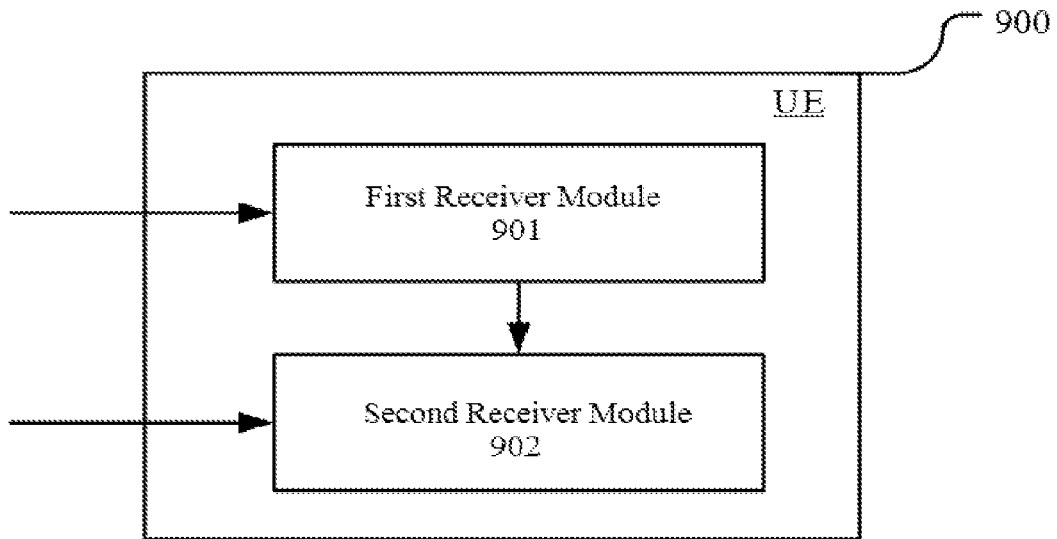 900
UE
First Receiver Module
901
Second Receiver Module
902